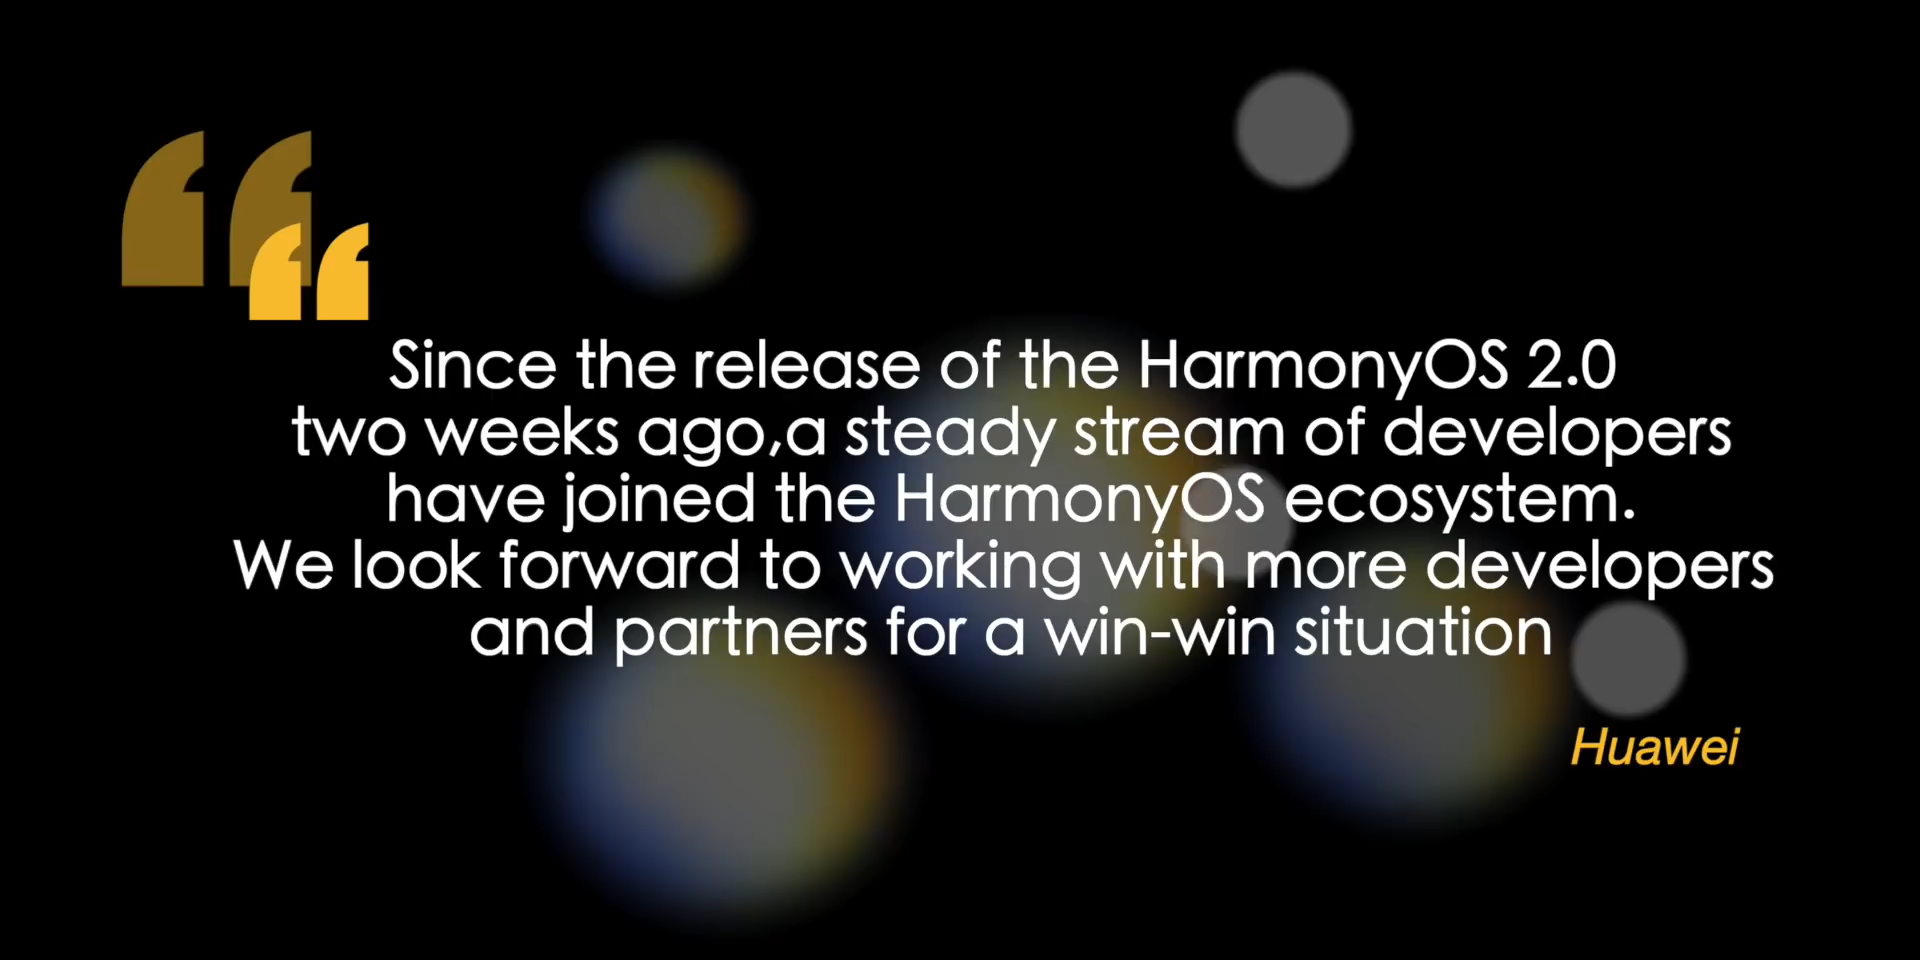 Since the release of the HarmonyOS 2.0
two weeks ago,a steady stream of developers
have joined the HarmonyOS ecosystem.
We look forward to working with more developers
and partners for a win-win situation
Huawei